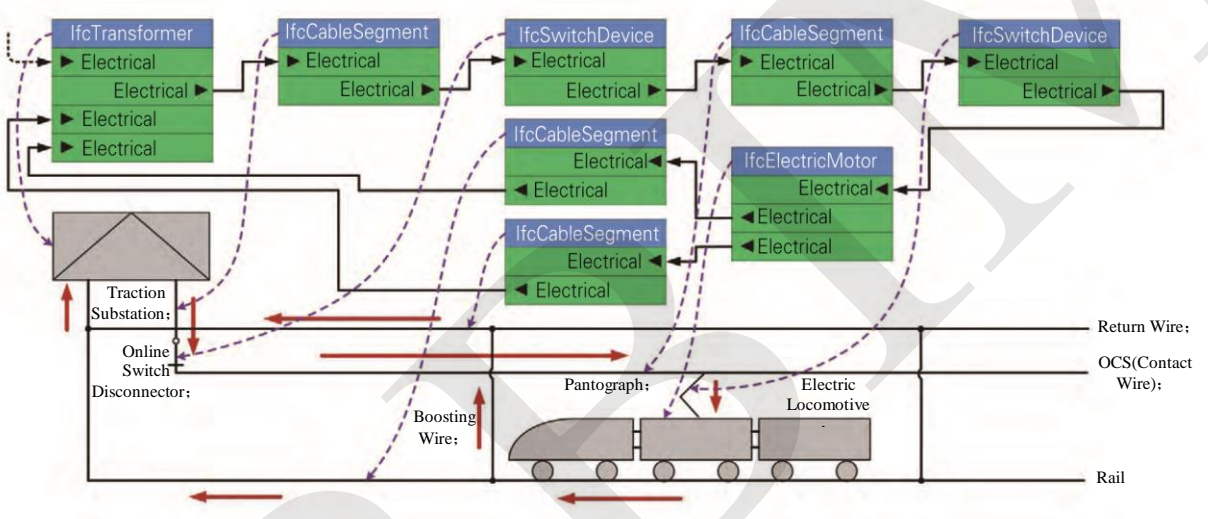 IfcTransformer
Electrical
Electrical
Electrical
Electrical
IfcCableSegment
Electrical
Electrical
IfcSwitchDevice
Electrical
Electrical
IfcCableSegment
Electrical
Electrical
IfcSwitchDevice
Electrical
Electrical
IfcCableSegment
Electrical
Electrical
IfcElectricMotor
Electrical
Electrical
Electrical
IfcCableSegment
Electrical
Electrical
Traction
Substation；
Return Wire；
Online
Switch
Disconnector；
OCS(Contact
Wire)；
Pantograph；
Electric
Locomotive
.
Boosting
Wire；
Rail